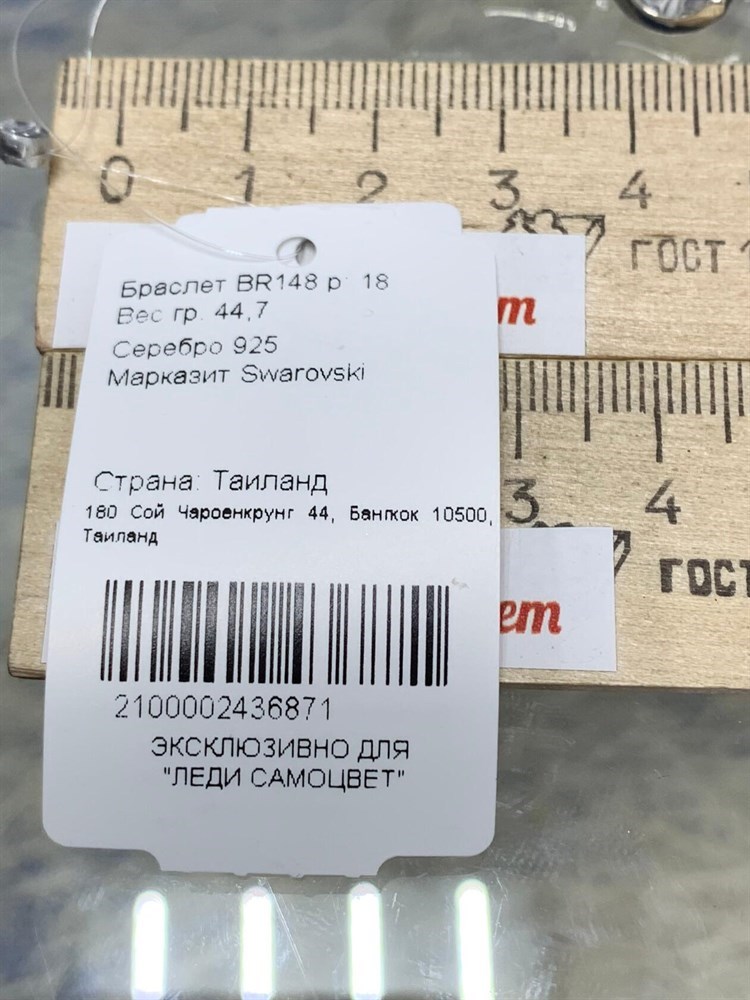 0 1 2 3 4
ГОСТ
т
Браслет BR148 р. 18
Вес гр. 44,7
Серебро 925
Марказит Swarovski
Страна: Таиланд
180 Сой Чароенкрунг 44, Бангкок 10500,
Таиланд
2100002436871
ЭКСКЛЮЗИВНО ДЛЯ
"ЛЕДИ САМОЦВЕТ"
3 4
ГОСТ
ет